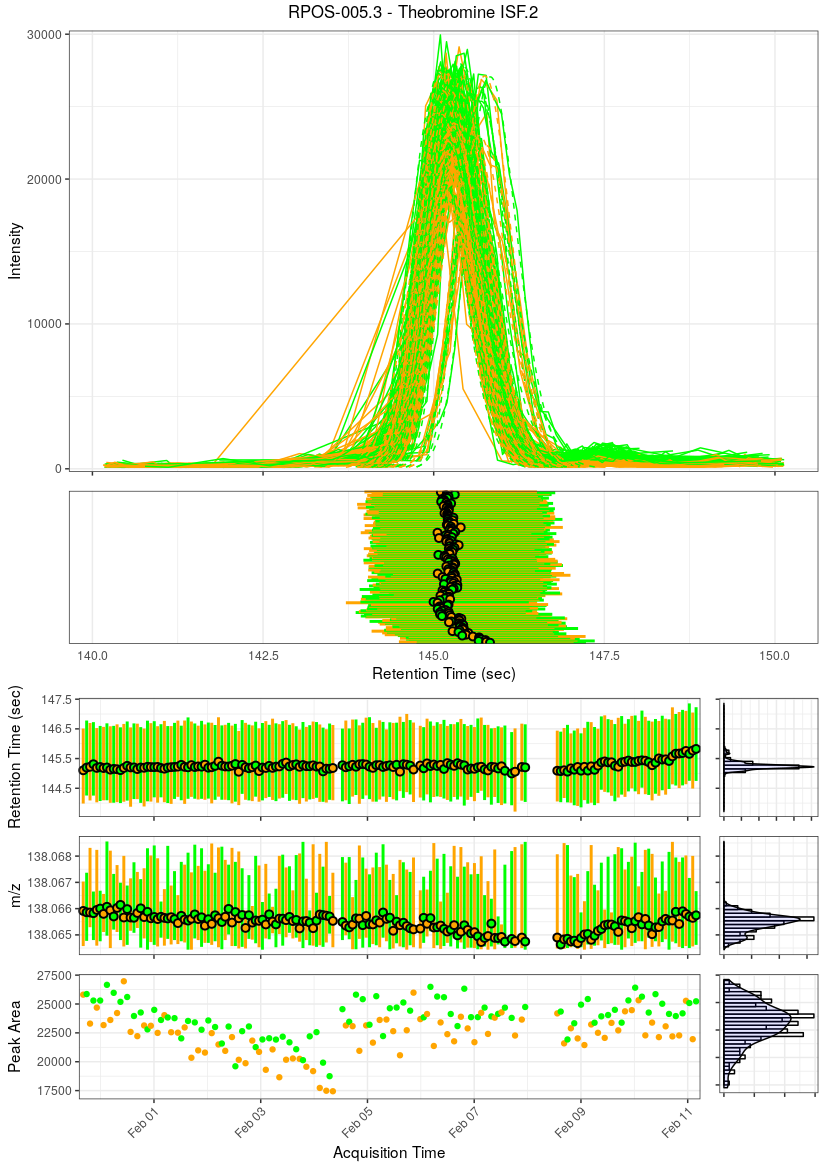 RPOS-005.3 - Theobromine ISF.2
30000
20000
10000
0
Intensity
140.0 142.5 145.0 147.5 150.0
Retention Time (sec)
147.5
146.5
145.5
144.5
Retention Time (sec)
138.068
138.067
138.066
138.065
m/z
27500
25000
22500
20000
17500
Peak Area
Feb 01 Feb 03 Feb 05 Feb 07 Feb 09 Feb 11
Acquisition Time